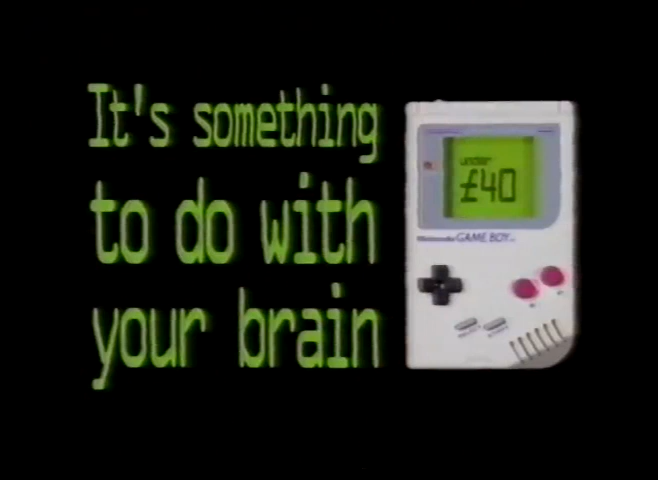 It's something
to do with
your brain
under
£40
Nintendo GAME BOY